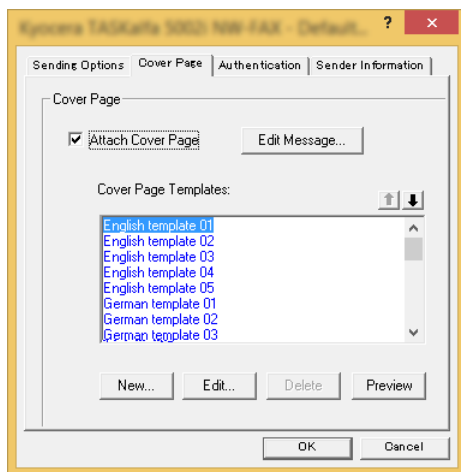 Kyocera TASKalfa 5002i NW-FAX - Default...
? ×
Sending Options Cover Page Authentication Sender Information
Cover Page
Attach Cover Page Edit Message...
Cover Page Templates:
English template 01
English template 02
English template 03
English template 04
English template 05
German template 01
German template 02
German template 03
New... Edit... Delete Preview
OK Cancel